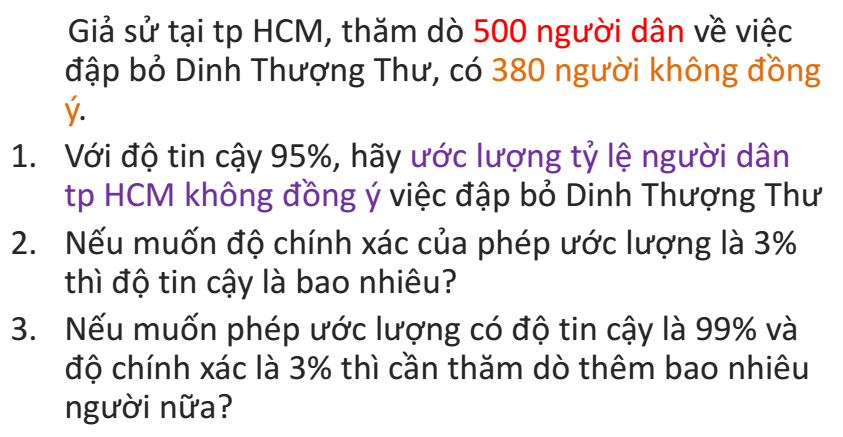 Giả sử tại tp HCM, thăm dò 500 người dân về việc
đập bỏ Dinh Thượng Thư, có 380 người không đồng
ý.
1. Với độ tin cậy 95%, hãy ước lượng tỷ lệ người dân
tp HCM không đồng ý việc đập bỏ Dinh Thượng Thư
2. Nếu muốn độ chính xác của phép ước lượng là 3%
thì độ tin cậy là bao nhiêu?
3. Nếu muốn phép ước lượng có độ tin cậy là 99% và
độ chính xác là 3% thì cần thăm dò thêm bao nhiêu
người nữa?